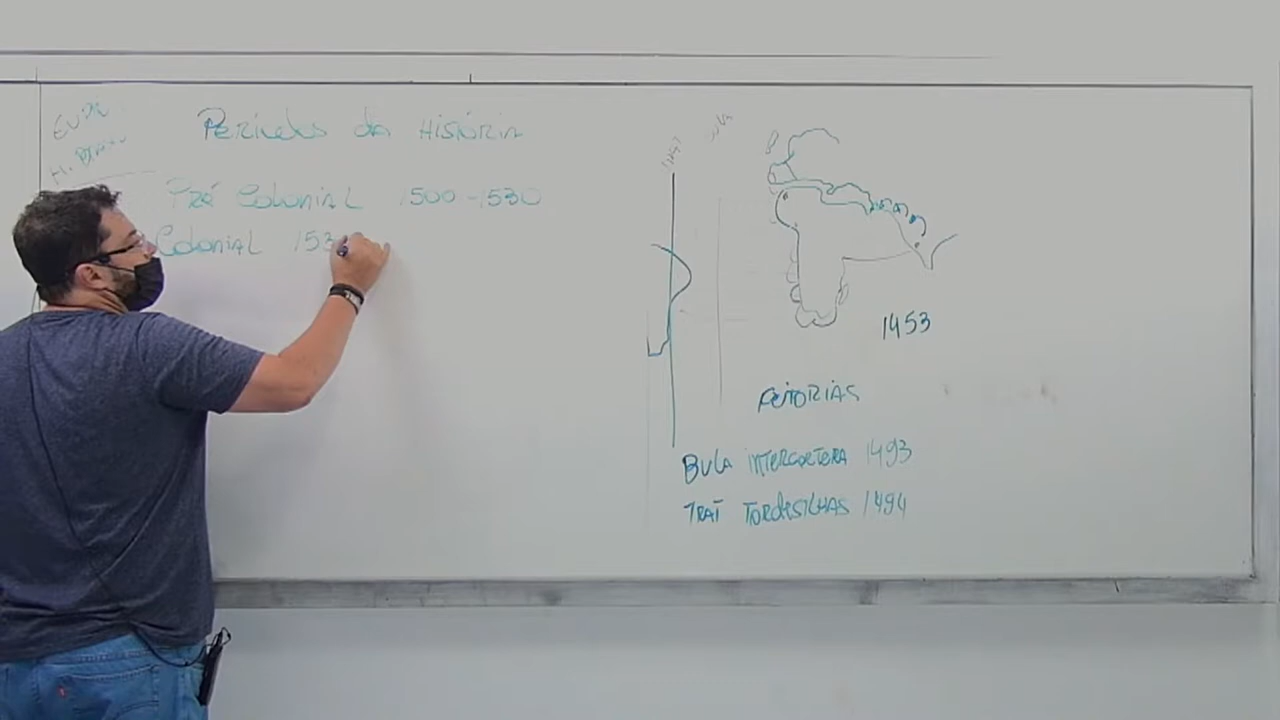 Períodos da História
Pré Colonial 1500-1530
Colonial 153
1453
FEITORIAS
BULA INTERCOETERA 1493
TRAT TORDESILHAS 1494